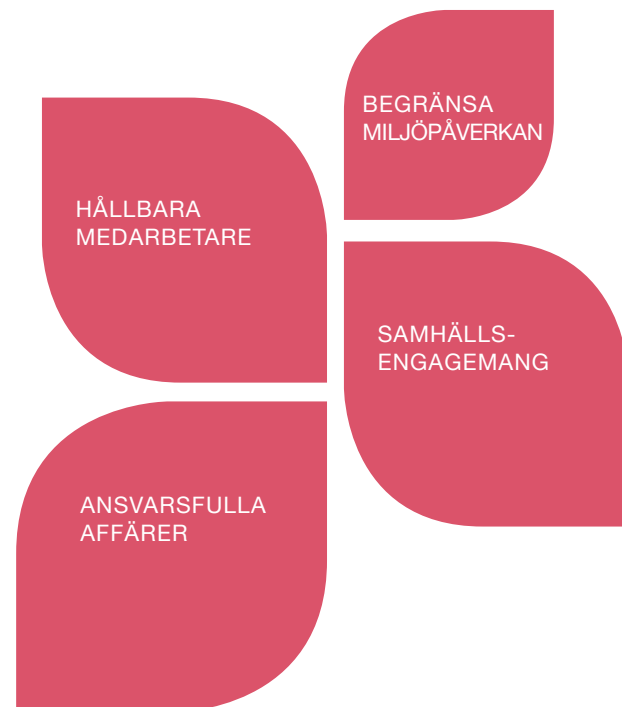 BEGRÄNSA
MILJÖPÅVERKAN
HÅLLBARA
MEDARBETARE
SAMHÄLLS-
ENGAGEMANG
ANSVARSFULLA
AFFÄRER